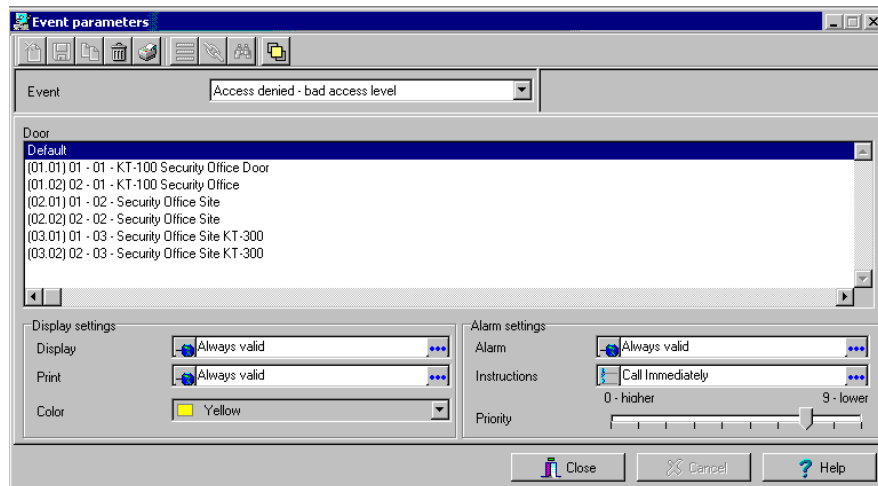 Event parameters
Event
Access denied - bad access level
Door
Default
(01.01) 01 - 01 - KT-100 Security Office Door
(01.02) 02 - 01 - KT-100 Security Office
(02.01) 01 - 02 - Security Office Site
(02.02) 02 - 02 - Security Office Site
(03.01) 01 - 03 - Security Office Site KT-300
(03.02) 02 - 03 - Security Office Site KT-300
Display settings
Display
Always valid
Print
Always valid
Color
Yellow
Alarm settings
Alarm
Always valid
Instructions
Call Immediately
0 - higher
9 - lower
Priority
Close
Cancel
Help